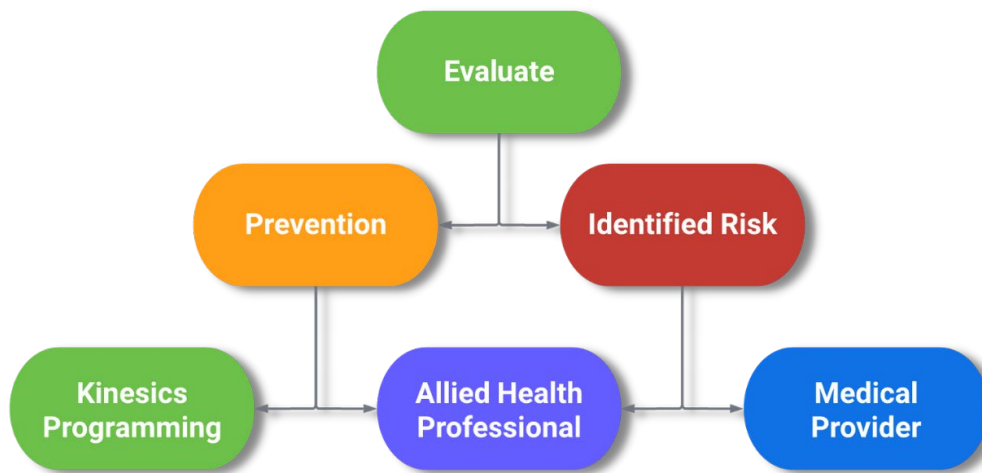 Evaluate
Prevention
Identified Risk
Kinesics
Programming
Allied Health
Professional
Medical
Provider